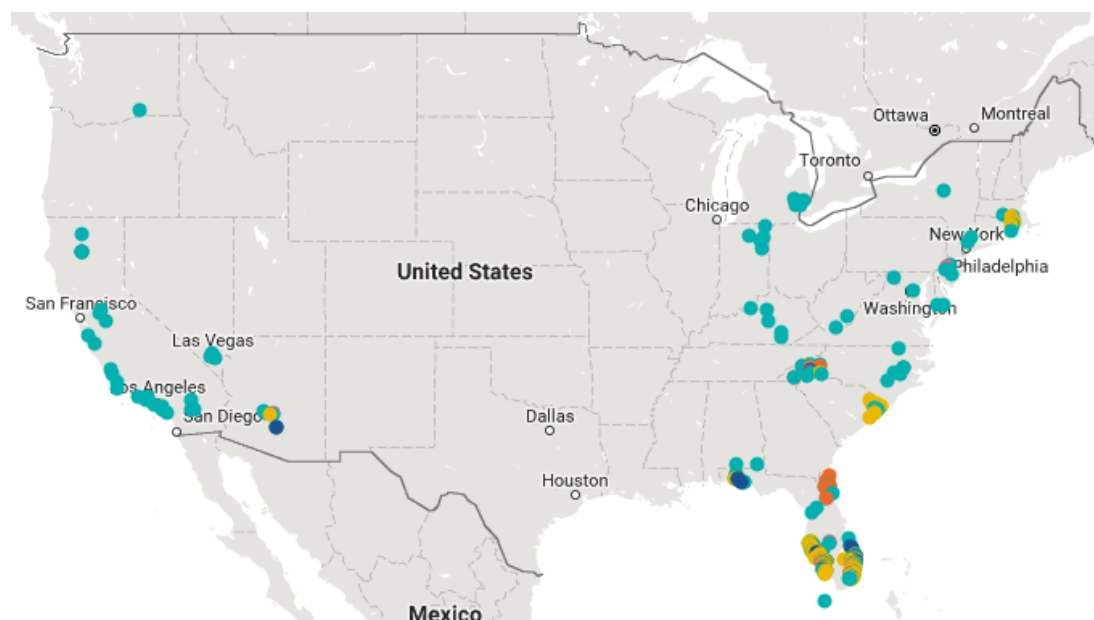 Ottawa
Montreal
Toronto
Chicago
New York
United States
Philadelphia
San Francisco
Washington
Las Vegas
Los Angeles
San Diego
Dallas
Houston
Mexico